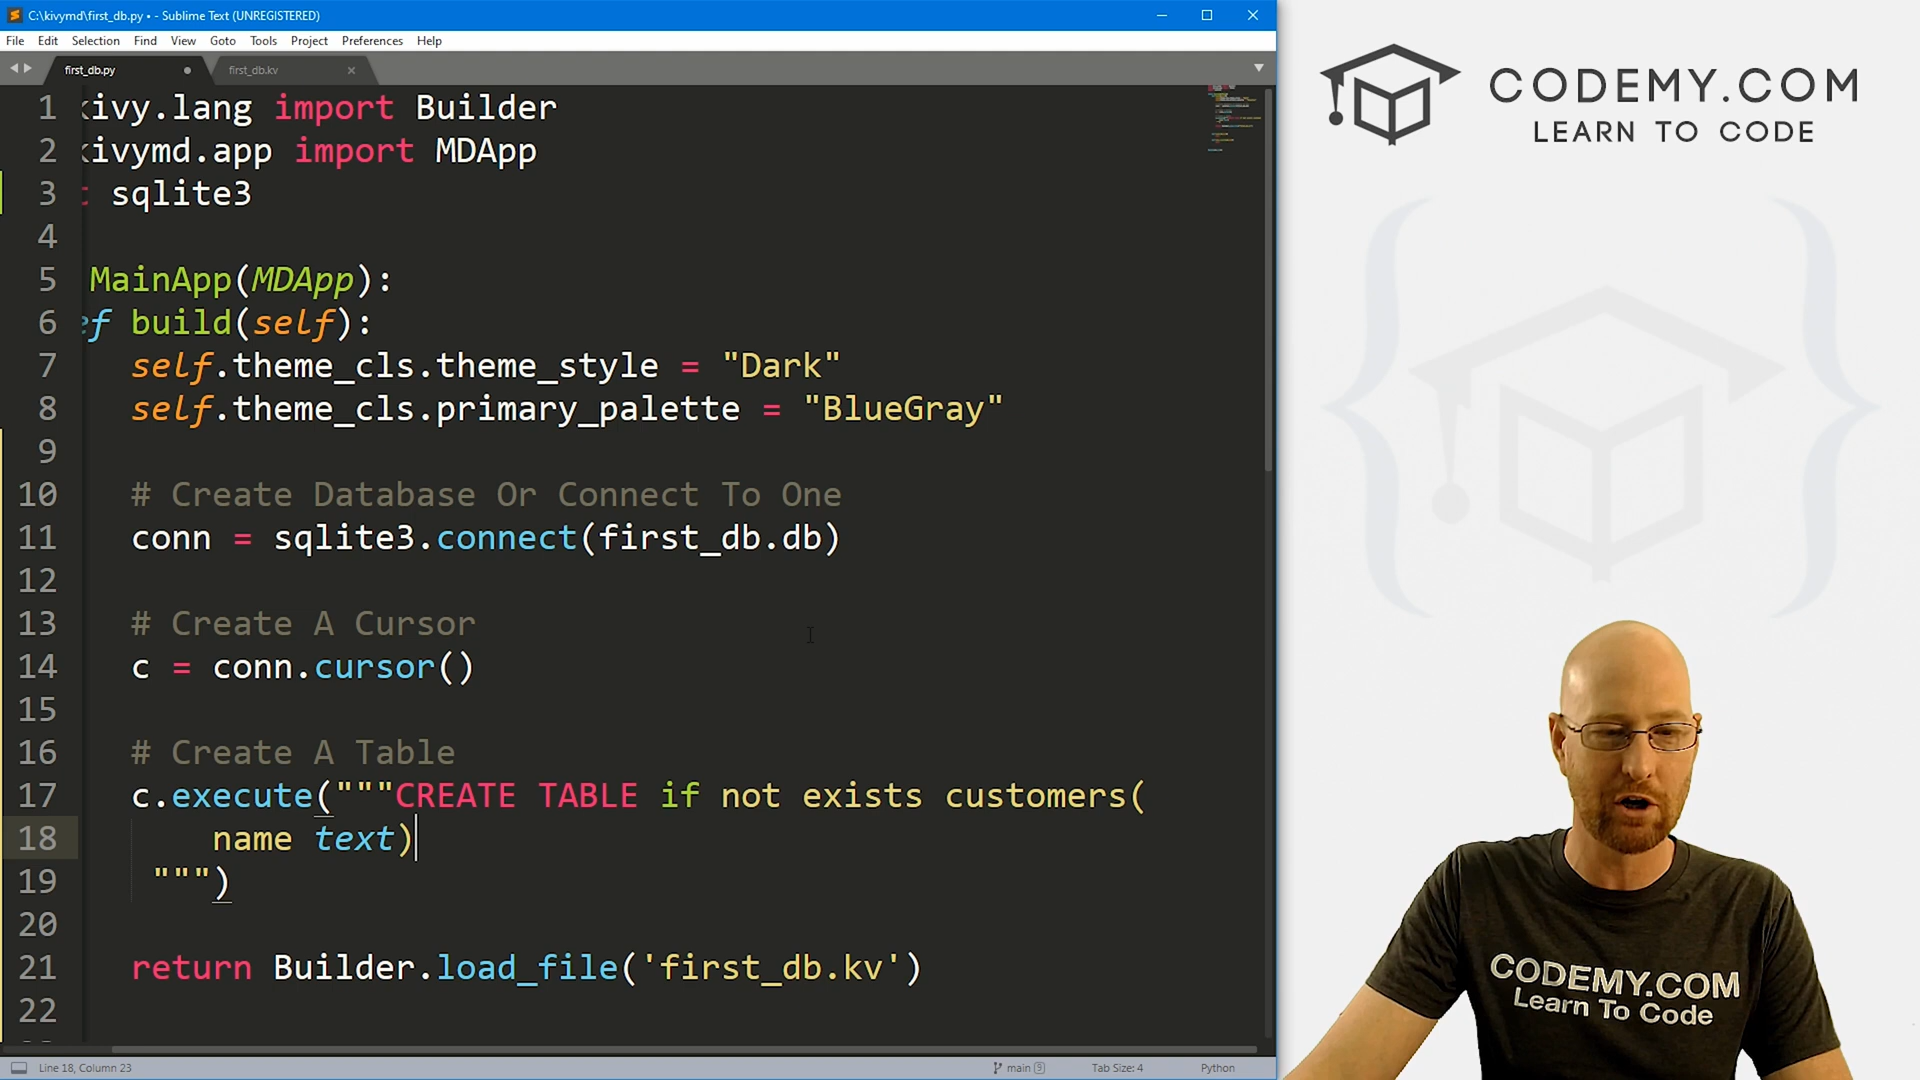 C:\kivymd\first_db.py • - Sublime Text (UNREGISTERED)
File Edit Selection Find View Goto Tools Project Preferences Help
first_db.py first_db.kv
1 kivy.lang import Builder
2 kivymd.app import MDApp
3 t sqlite3
4
5 MainApp(MDApp):
6 ef build(self):
7 self.theme_cls.theme_style = "Dark"
8 self.theme_cls.primary_palette = "BlueGray"
9
10 # Create Database Or Connect To One
11 conn = sqlite3.connect(first_db.db)
12
13 # Create A Cursor
14 c = conn.cursor()
15
16 # Create A Table
17 c.execute("""CREATE TABLE if not exists customers(
18 name text)
19 """)
20
21 return Builder.load_file('first_db.kv')
22
Line 18, Column 23
main 9
Tab Size: 4
Python
CODEMY.COM
LEARN TO CODE
CODEMY.COM
Learn To Code